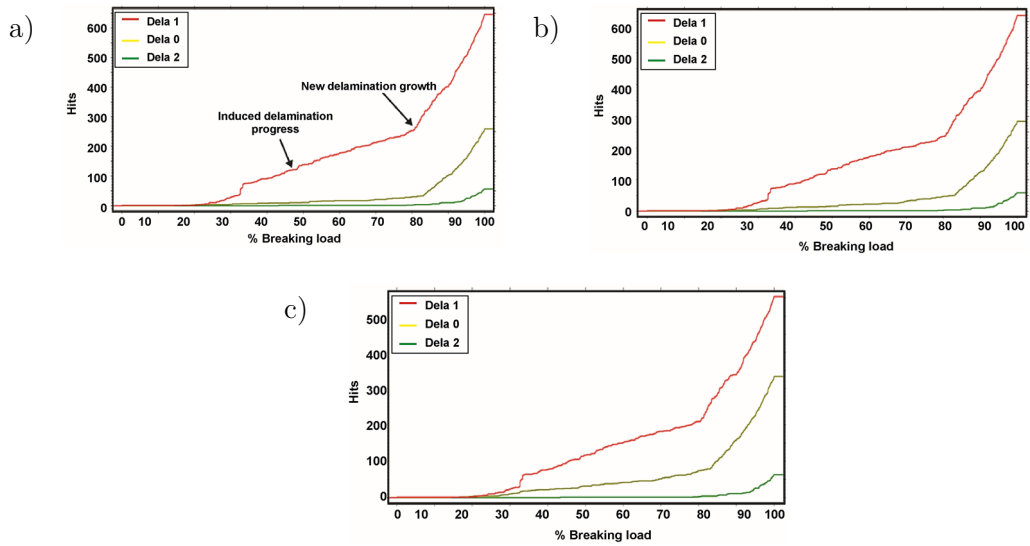 a)
600
500
400
300
200
100
0
Hits
Dela 1
Dela 0
Dela 2
New delamination growth
Induced delamination
progress
0 10 20 30 40 50 60 70 80 90 100
% Breaking load
b)
600
500
400
300
200
100
0
Hits
Dela 1
Dela 0
Dela 2
0 10 20 30 40 50 60 70 80 90 100
% Breaking load
c)
500
400
300
200
100
0
Hits
Dela 1
Dela 0
Dela 2
0 10 20 30 40 50 60 70 80 90 100
% Breaking load